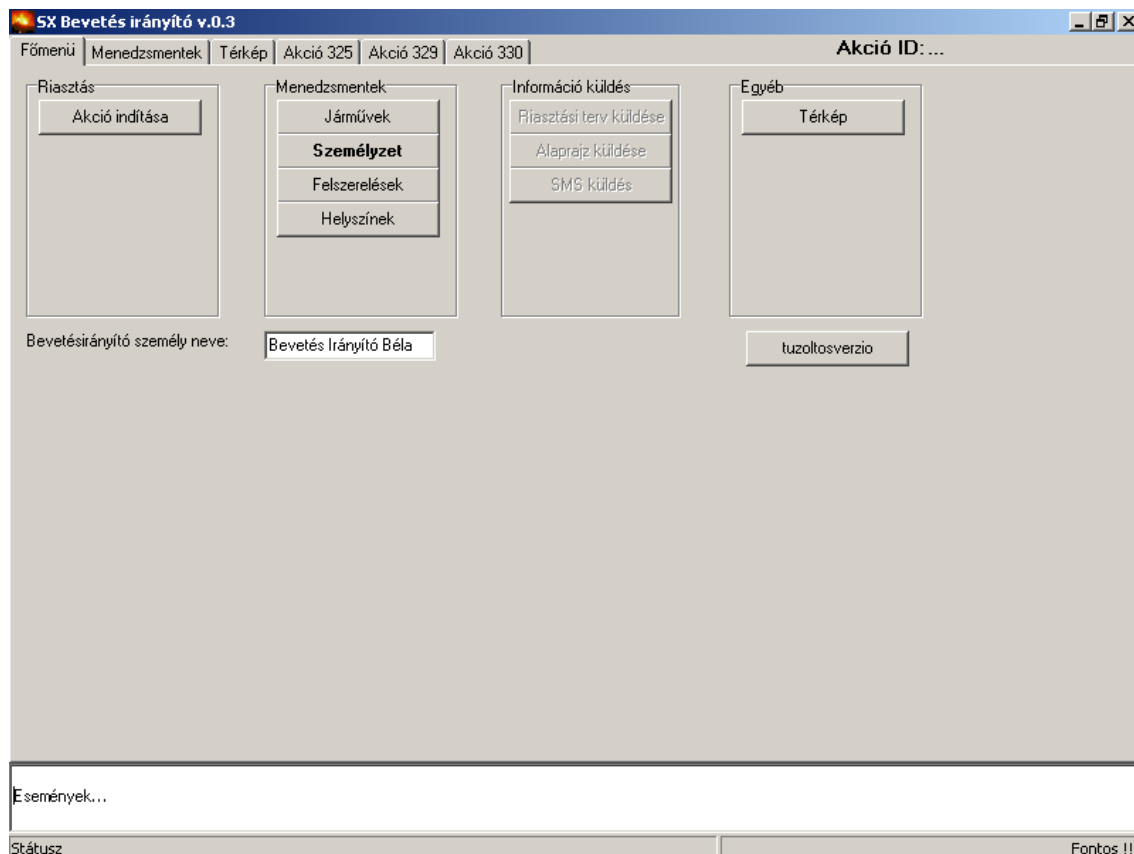 SX Bevetés irányító v.0.3
Főmenü Menedzsmentek Térkép Akció 325 Akció 329 Akció 330 Akció ID: ...
Riasztás
Akció indítása
Menedzsmentek
Járművek
Személyzet
Felszerelések
Helyszínek
Információ küldés
Riasztási terv küldése
Alaprajz küldése
SMS küldés
Egyéb
Térkép
Bevetésirányító személy neve: Bevetés Irányító Béla tuzoltosverzio
Események...
Státusz Fontos !!